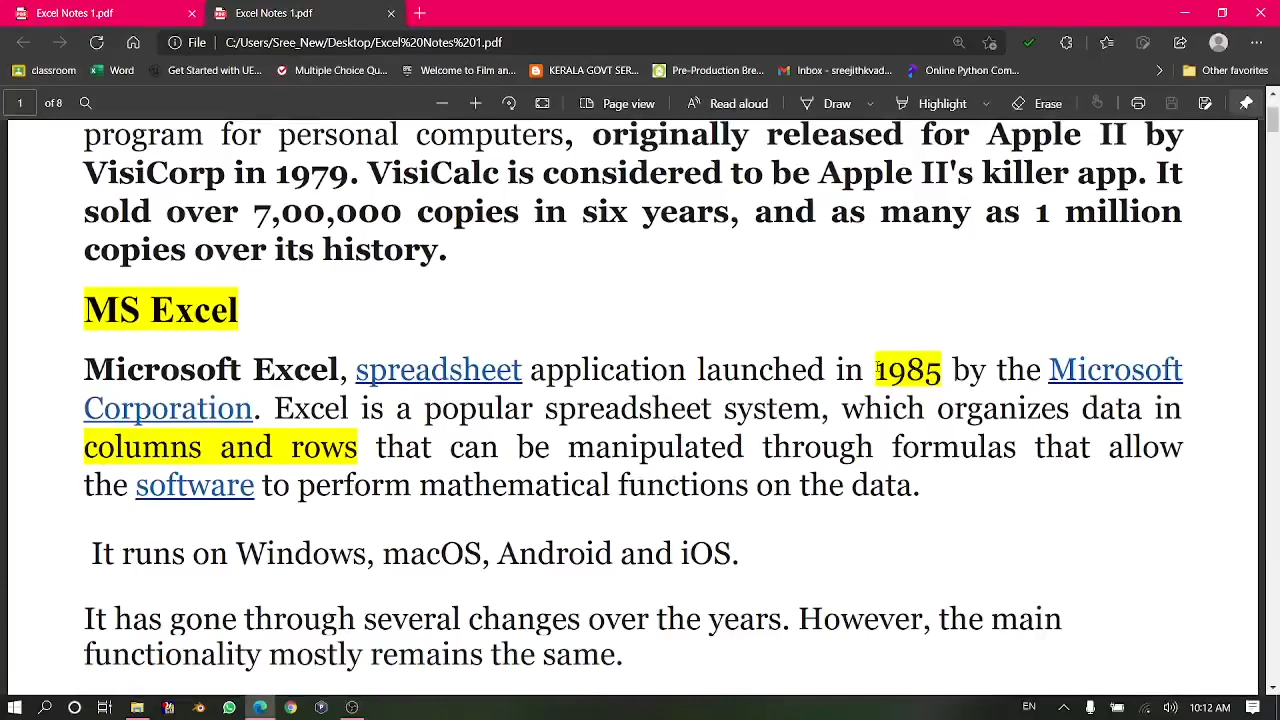 Excel Notes 1.pdf
Excel Notes 1.pdf
File
C:/Users/Sree_New/Desktop/Excel%20Notes%201.pdf
classroom
Word
Get Started with UE...
Multiple Choice Qu...
Welcome to Film an...
KERALA GOVT SER...
Pre-Production Bre...
Inbox - sreejithlvad...
Online Python Com...
Other favorites
1 of 8
Page view
Read aloud
Draw
Highlight
Erase
program for personal computers, originally released for Apple II by
VisiCorp in 1979. VisiCalc is considered to be Apple II's killer app. It
sold over 7,00,000 copies in six years, and as many as 1 million
copies over its history.
MS Excel
Microsoft Excel, spreadsheet application launched in 1985 by the Microsoft
Corporation. Excel is a popular spreadsheet system, which organizes data in
columns and rows that can be manipulated through formulas that allow
the software to perform mathematical functions on the data.
It runs on Windows, macOS, Android and iOS.
It has gone through several changes over the years. However, the main
functionality mostly remains the same.
EN
10:12 AM